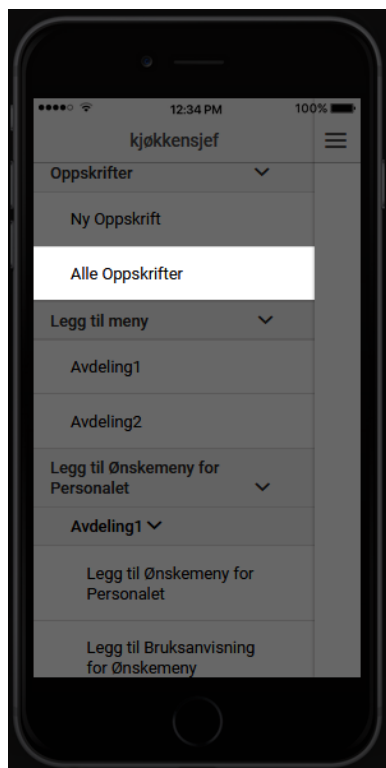 12:34 PM 100%
kjøkkensjef
Oppskrifter
Ny Oppskrift
Alle Oppskrifter
Legg til meny
Avdeling1
Avdeling2
Legg til Ønskemeny for
Personalet
Avdeling1
Legg til Ønskemeny for
Personalet
Legg til Bruksanvisning
for Ønskemeny